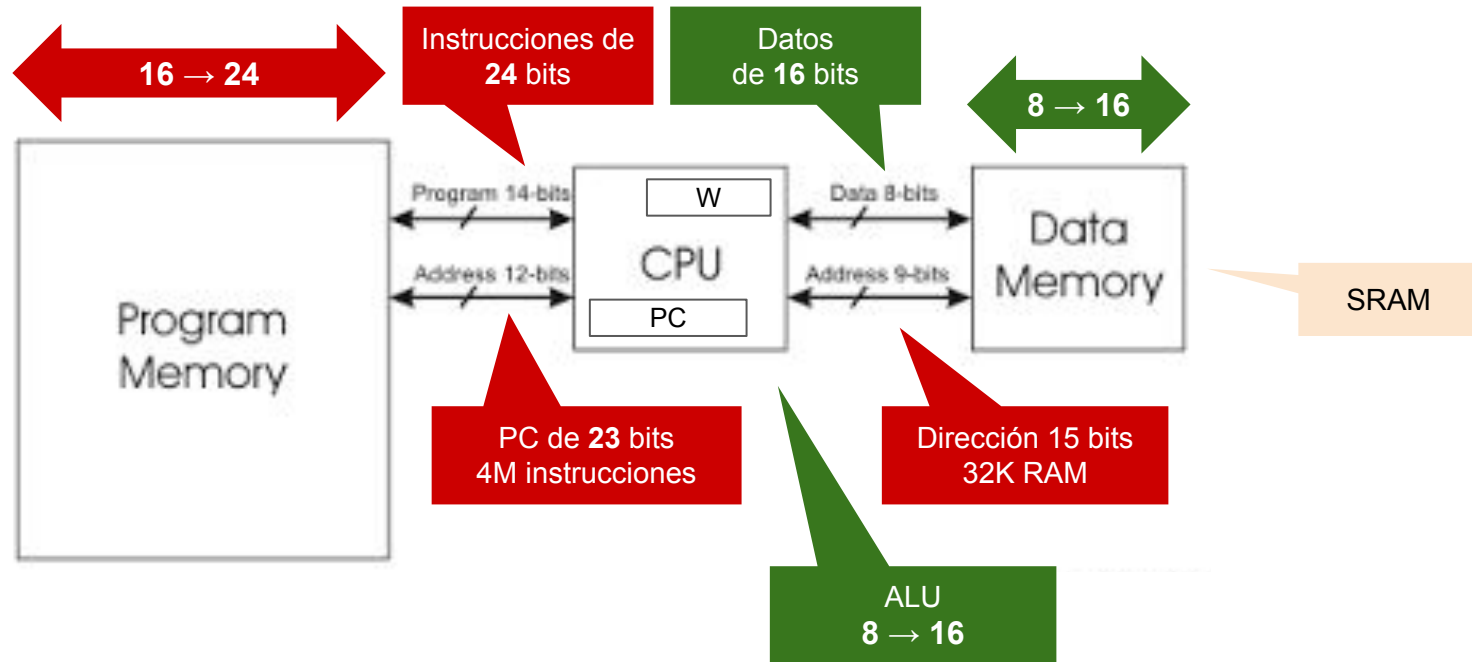 16 → 24
Instrucciones de
24 bits
Datos
de 16 bits
8 → 16
Program 14-bits
Address 12-bits
W
CPU
PC
Data 8-bits
Address 9-bits
Program
Memory
Data
Memory
SRAM
PC de 23 bits
4M instrucciones
Dirección 15 bits
32K RAM
ALU
8 → 16